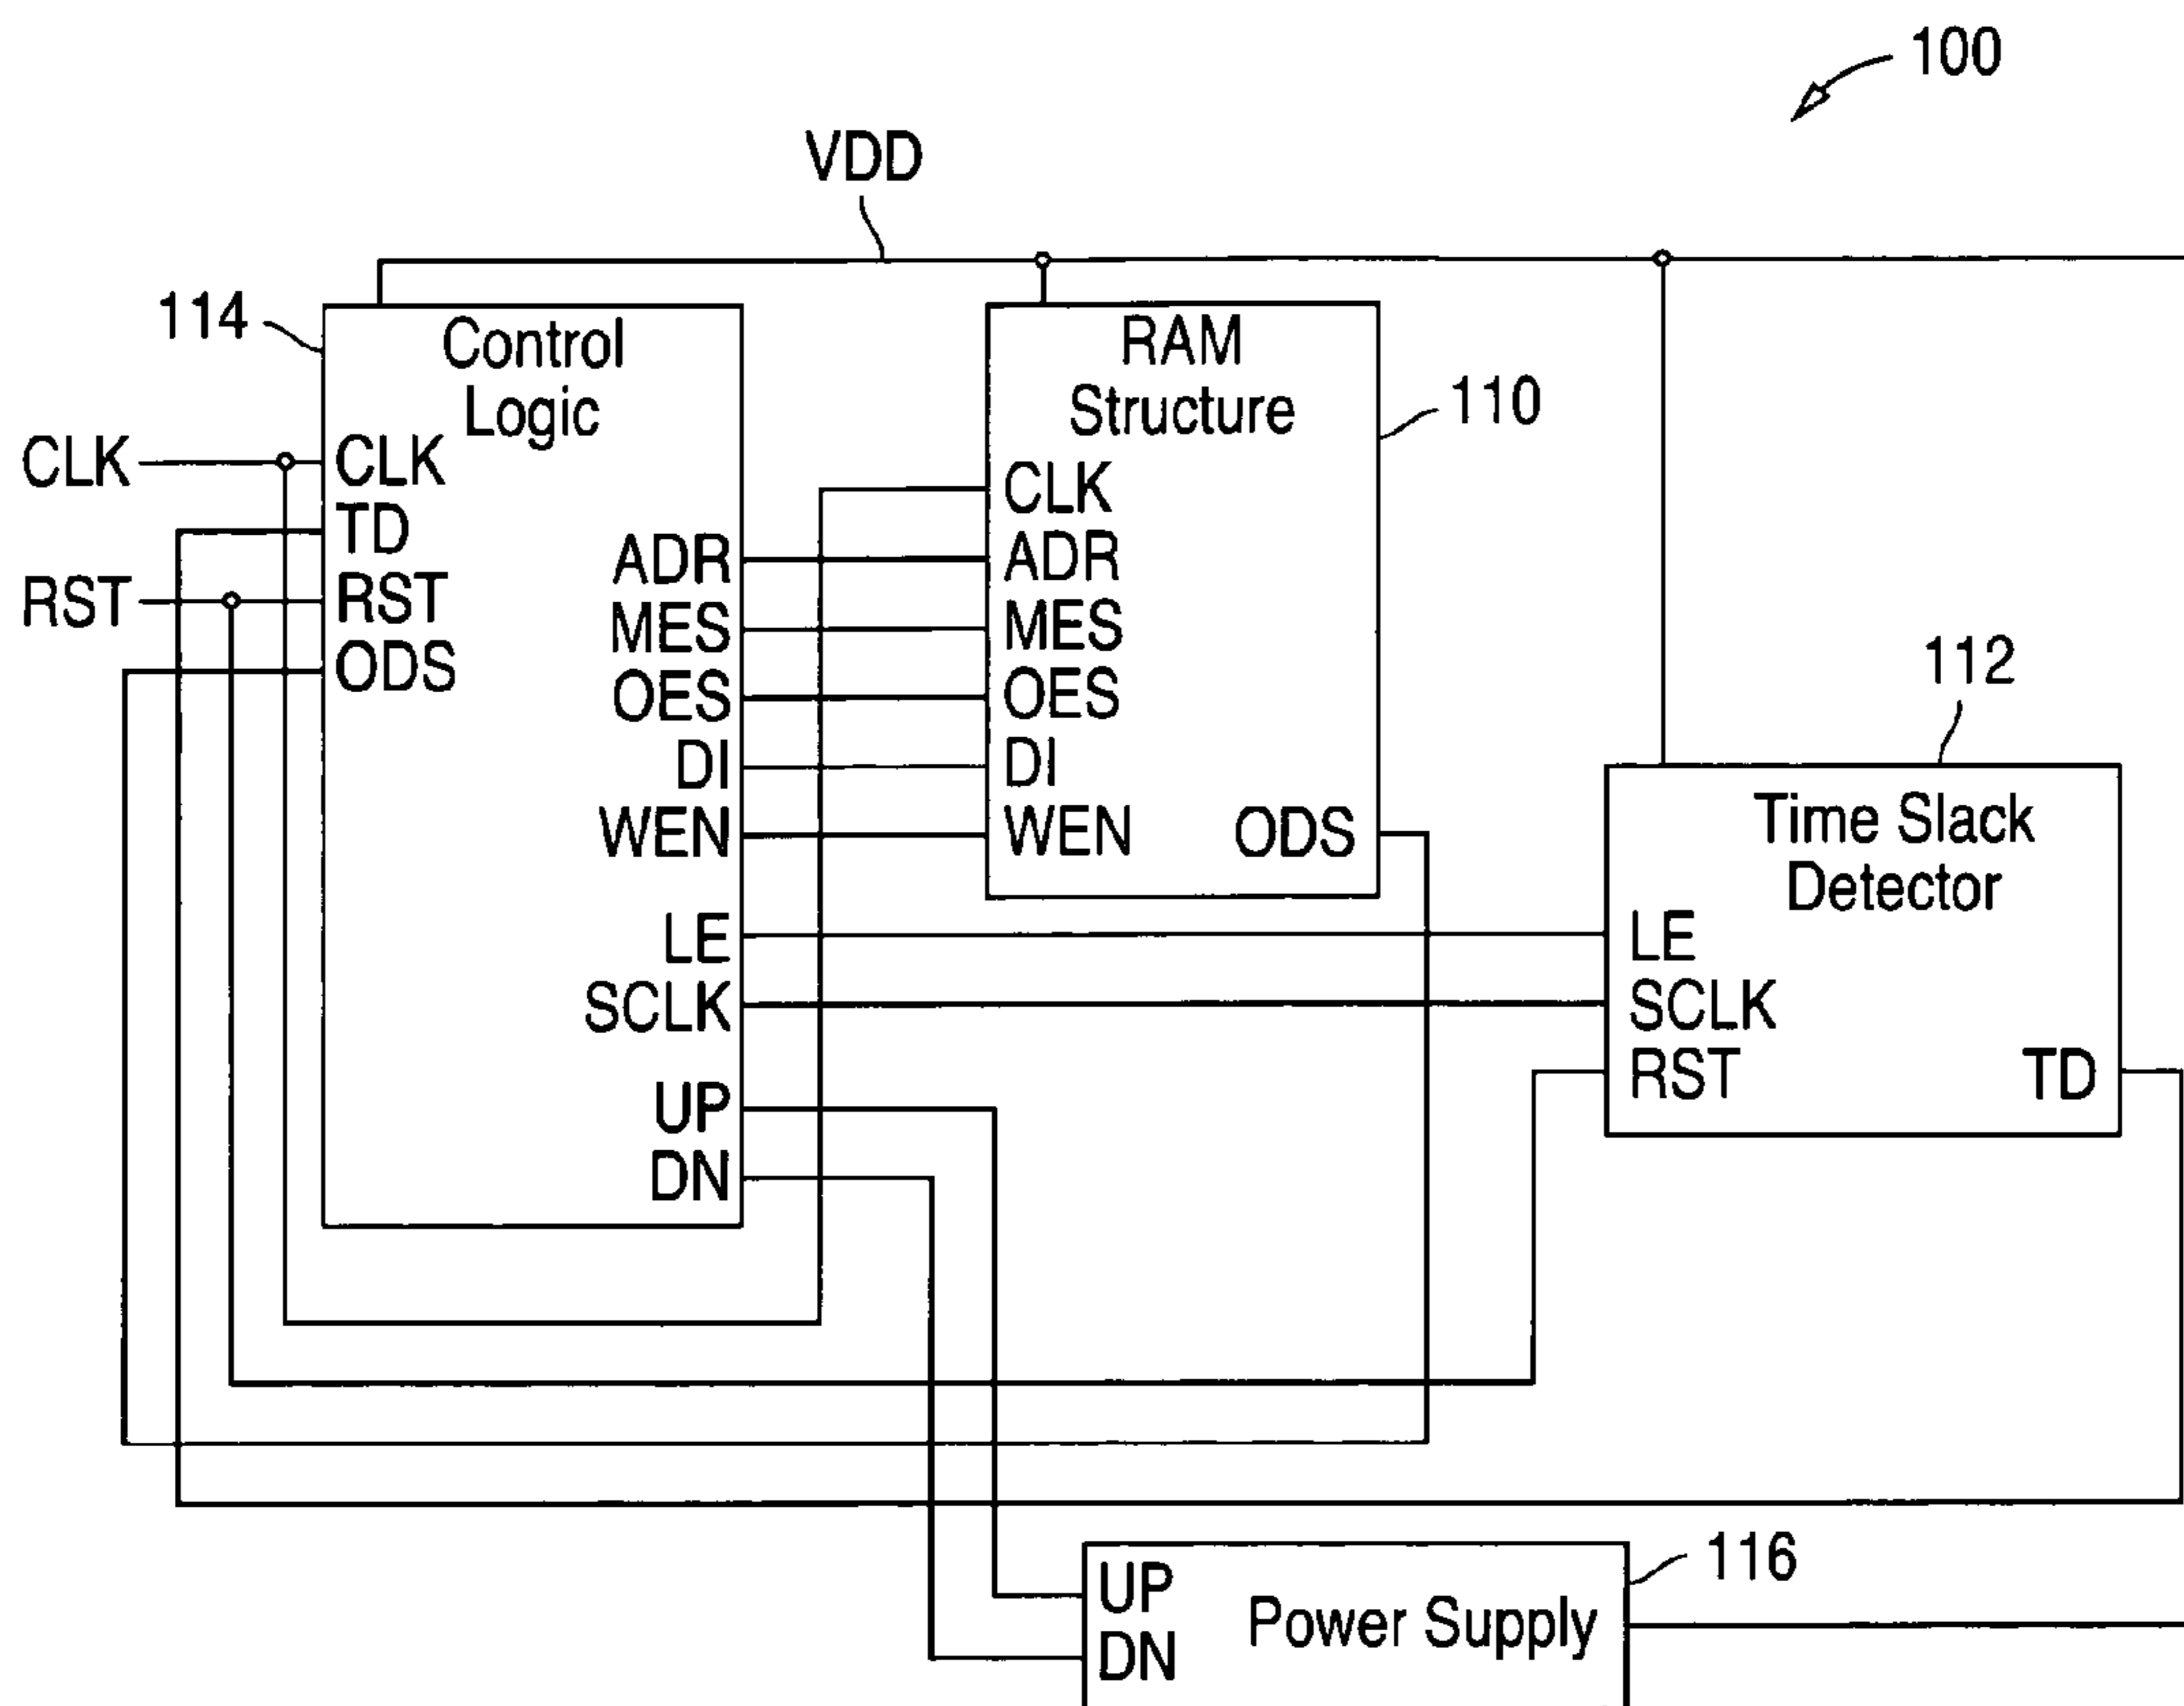 100
VDD
114
Control
Logic
CLK
CLK
TD
RST
RST
ODS
ADR
MES
OES
DI
WEN
LE
SCLK
UP
DN
RAM
Structure
110
CLK
ADR
MES
OES
DI
WEN
ODS
112
Time Slack
Detector
LE
SCLK
RST
TD
116
UP
DN
Power Supply